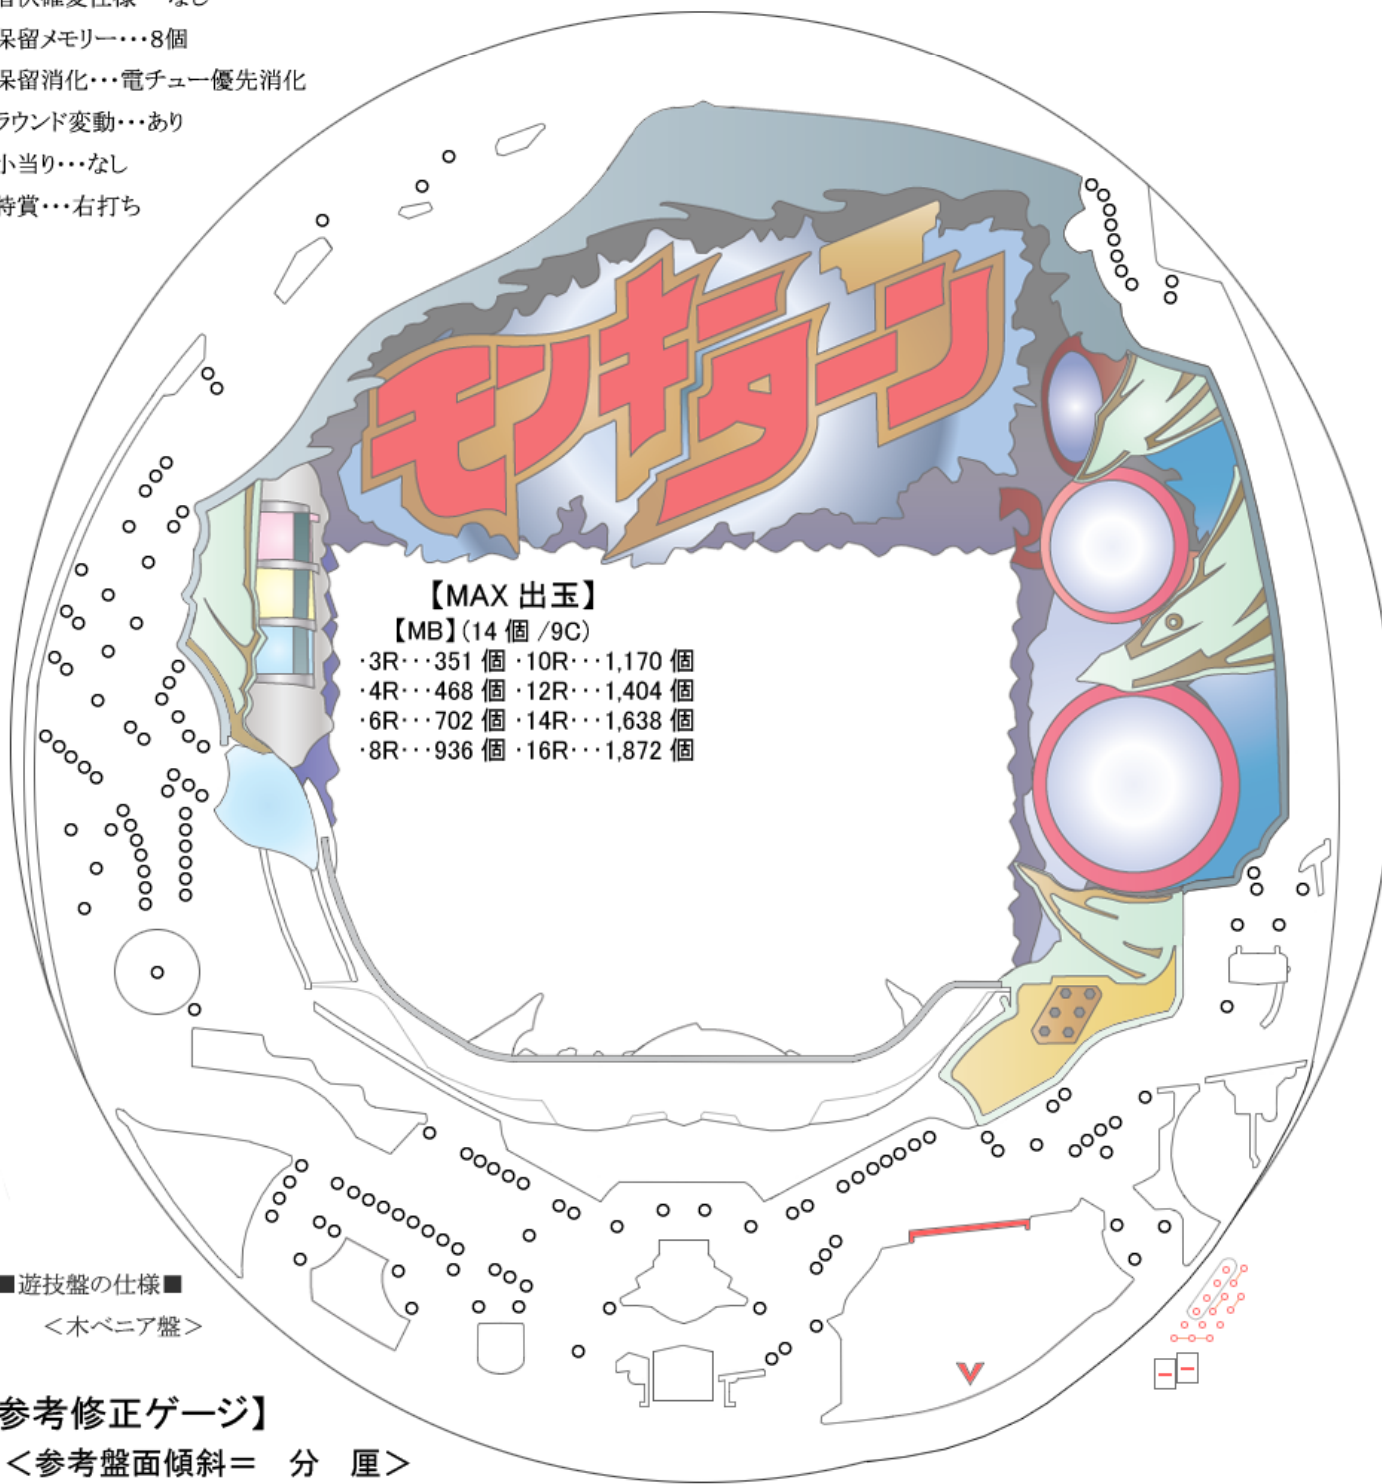 保留メモリー・・・8個
保留消化・・・電チュー優先消化
ラウンド変動・・・あり
小当り・・・なし
特賞・・・右打ち
モンキーターン
【MAX 出玉】
【MB】(14 個 /9C)
・3R・・・351 個 ・10R・・・1,170 個
・4R・・・468 個 ・12R・・・1,404 個
・6R・・・702 個 ・14R・・・1,638 個
・8R・・・936 個 ・16R・・・1,872 個
■遊技盤の仕様■
＜木ベニア盤＞
参考修正ゲージ】
＜参考盤面傾斜＝　分　厘＞